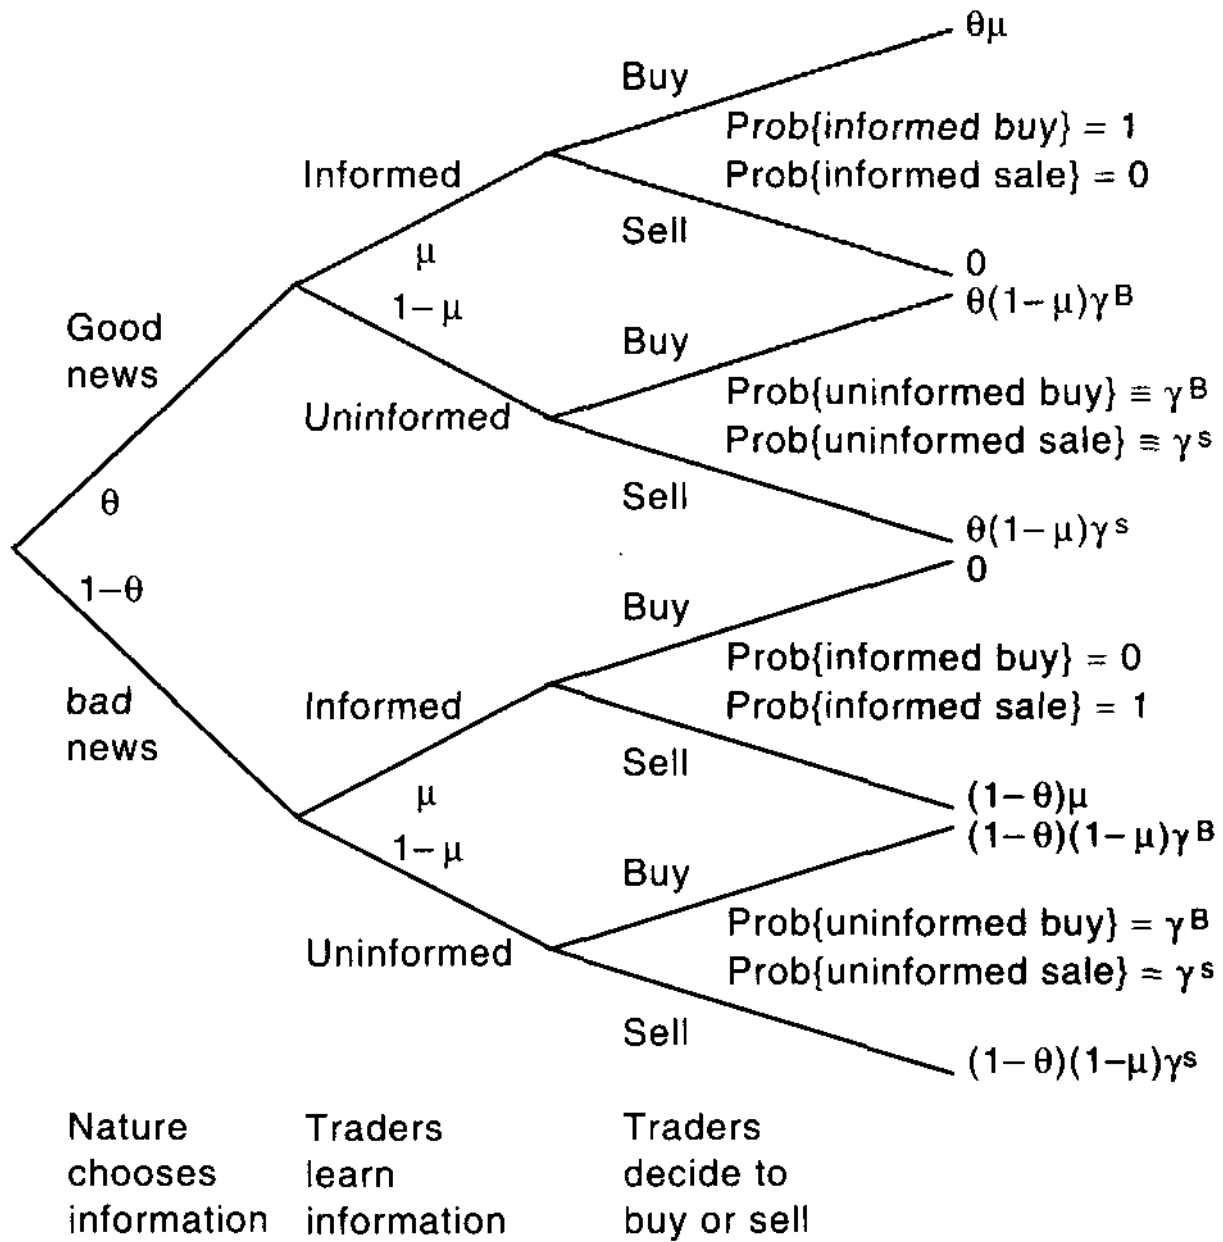 θμ
Buy
Prob{informed buy} = 1
Informed
Prob{informed sale} = 0
Sell
μ
0
1−μ
θ(1−μ)γᴮ
Good
news
Buy
Prob{uninformed buy} ≡ γᴮ
Uninformed
Prob{uninformed sale} ≡ γˢ
θ
Sell
θ(1−μ)γˢ
0
1−θ
Buy
Prob{informed buy} = 0
bad
news
Informed
Prob{informed sale} = 1
Sell
μ
(1−θ)μ
1−μ
(1−θ)(1−μ)γᴮ
Buy
Prob{uninformed buy} = γᴮ
Uninformed
Prob{uninformed sale} = γˢ
Sell
(1−θ)(1−μ)γˢ
Nature
chooses
information
Traders
learn
information
Traders
decide to
buy or sell